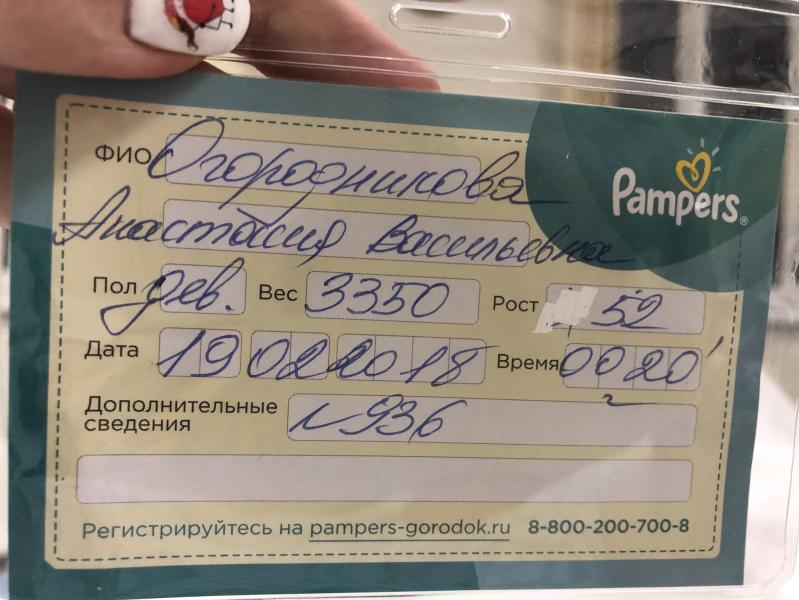 ФИО Огородникова
Pampers®
Анастасия Васильевна
Пол дев. Вес 3350 Рост 52
Дата 19 02 2018 Время 00 20'
ч
Дополнительные сведения №936
Регистрируйтесь на pampers-gorodok.ru 8-800-200-700-8